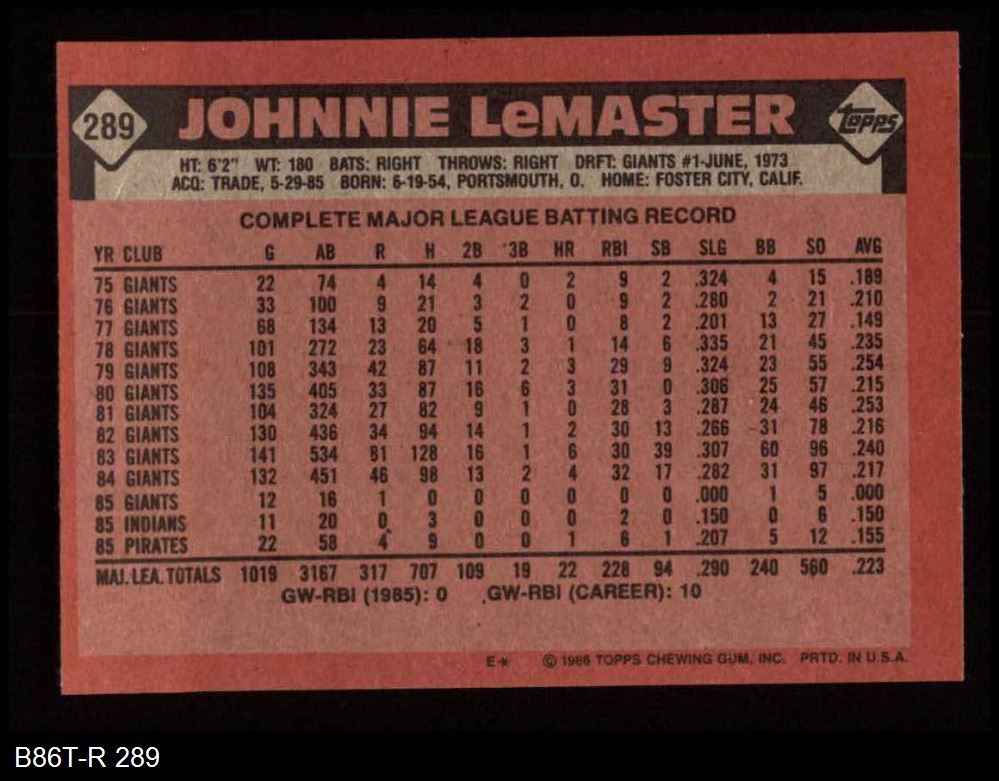 289 JOHNNIE LeMASTER Topps
HT: 6'2" WT: 180 BATS: RIGHT THROWS: RIGHT DRFT: GIANTS #1-JUNE, 1973
ACQ: TRADE, 5-29-85 BORN: 6-19-54, PORTSMOUTH, O. HOME: FOSTER CITY, CALIF.
COMPLETE MAJOR LEAGUE BATTING RECORD
YR CLUB G AB R H 2B 3B HR RBI SB SLG BB SO AVG
75 GIANTS 22 74 4 14 4 0 2 9 2 .324 4 15 .189
76 GIANTS 33 100 9 21 3 2 0 9 2 .280 2 21 .210
77 GIANTS 68 134 13 20 5 1 0 8 2 .201 13 27 .149
78 GIANTS 101 272 23 64 18 3 1 14 6 .335 21 45 .235
79 GIANTS 108 343 42 87 11 2 3 29 9 .324 23 55 .254
80 GIANTS 135 405 33 87 16 6 3 31 0 .306 25 57 .215
81 GIANTS 104 324 27 82 9 1 0 28 3 .287 24 46 .253
82 GIANTS 130 436 34 94 14 1 2 30 13 .266 31 78 .216
83 GIANTS 141 534 81 128 16 1 6 30 39 .307 60 96 .240
84 GIANTS 132 451 46 98 13 2 4 32 17 .282 31 97 .217
85 GIANTS 12 16 1 0 0 0 0 0 0 .000 1 5 .000
85 INDIANS 11 20 0 3 0 0 0 2 0 .150 0 6 .150
85 PIRATES 22 58 4 9 0 0 1 6 1 .207 5 12 .155
MAJ. LEA. TOTALS 1019 3167 317 707 109 19 22 228 94 .290 240 560 .223
GW-RBI (1985): 0 GW-RBI (CAREER): 10
E* © 1986 TOPPS CHEWING GUM, INC. PRTD. IN U.S.A.
B86T-R 289